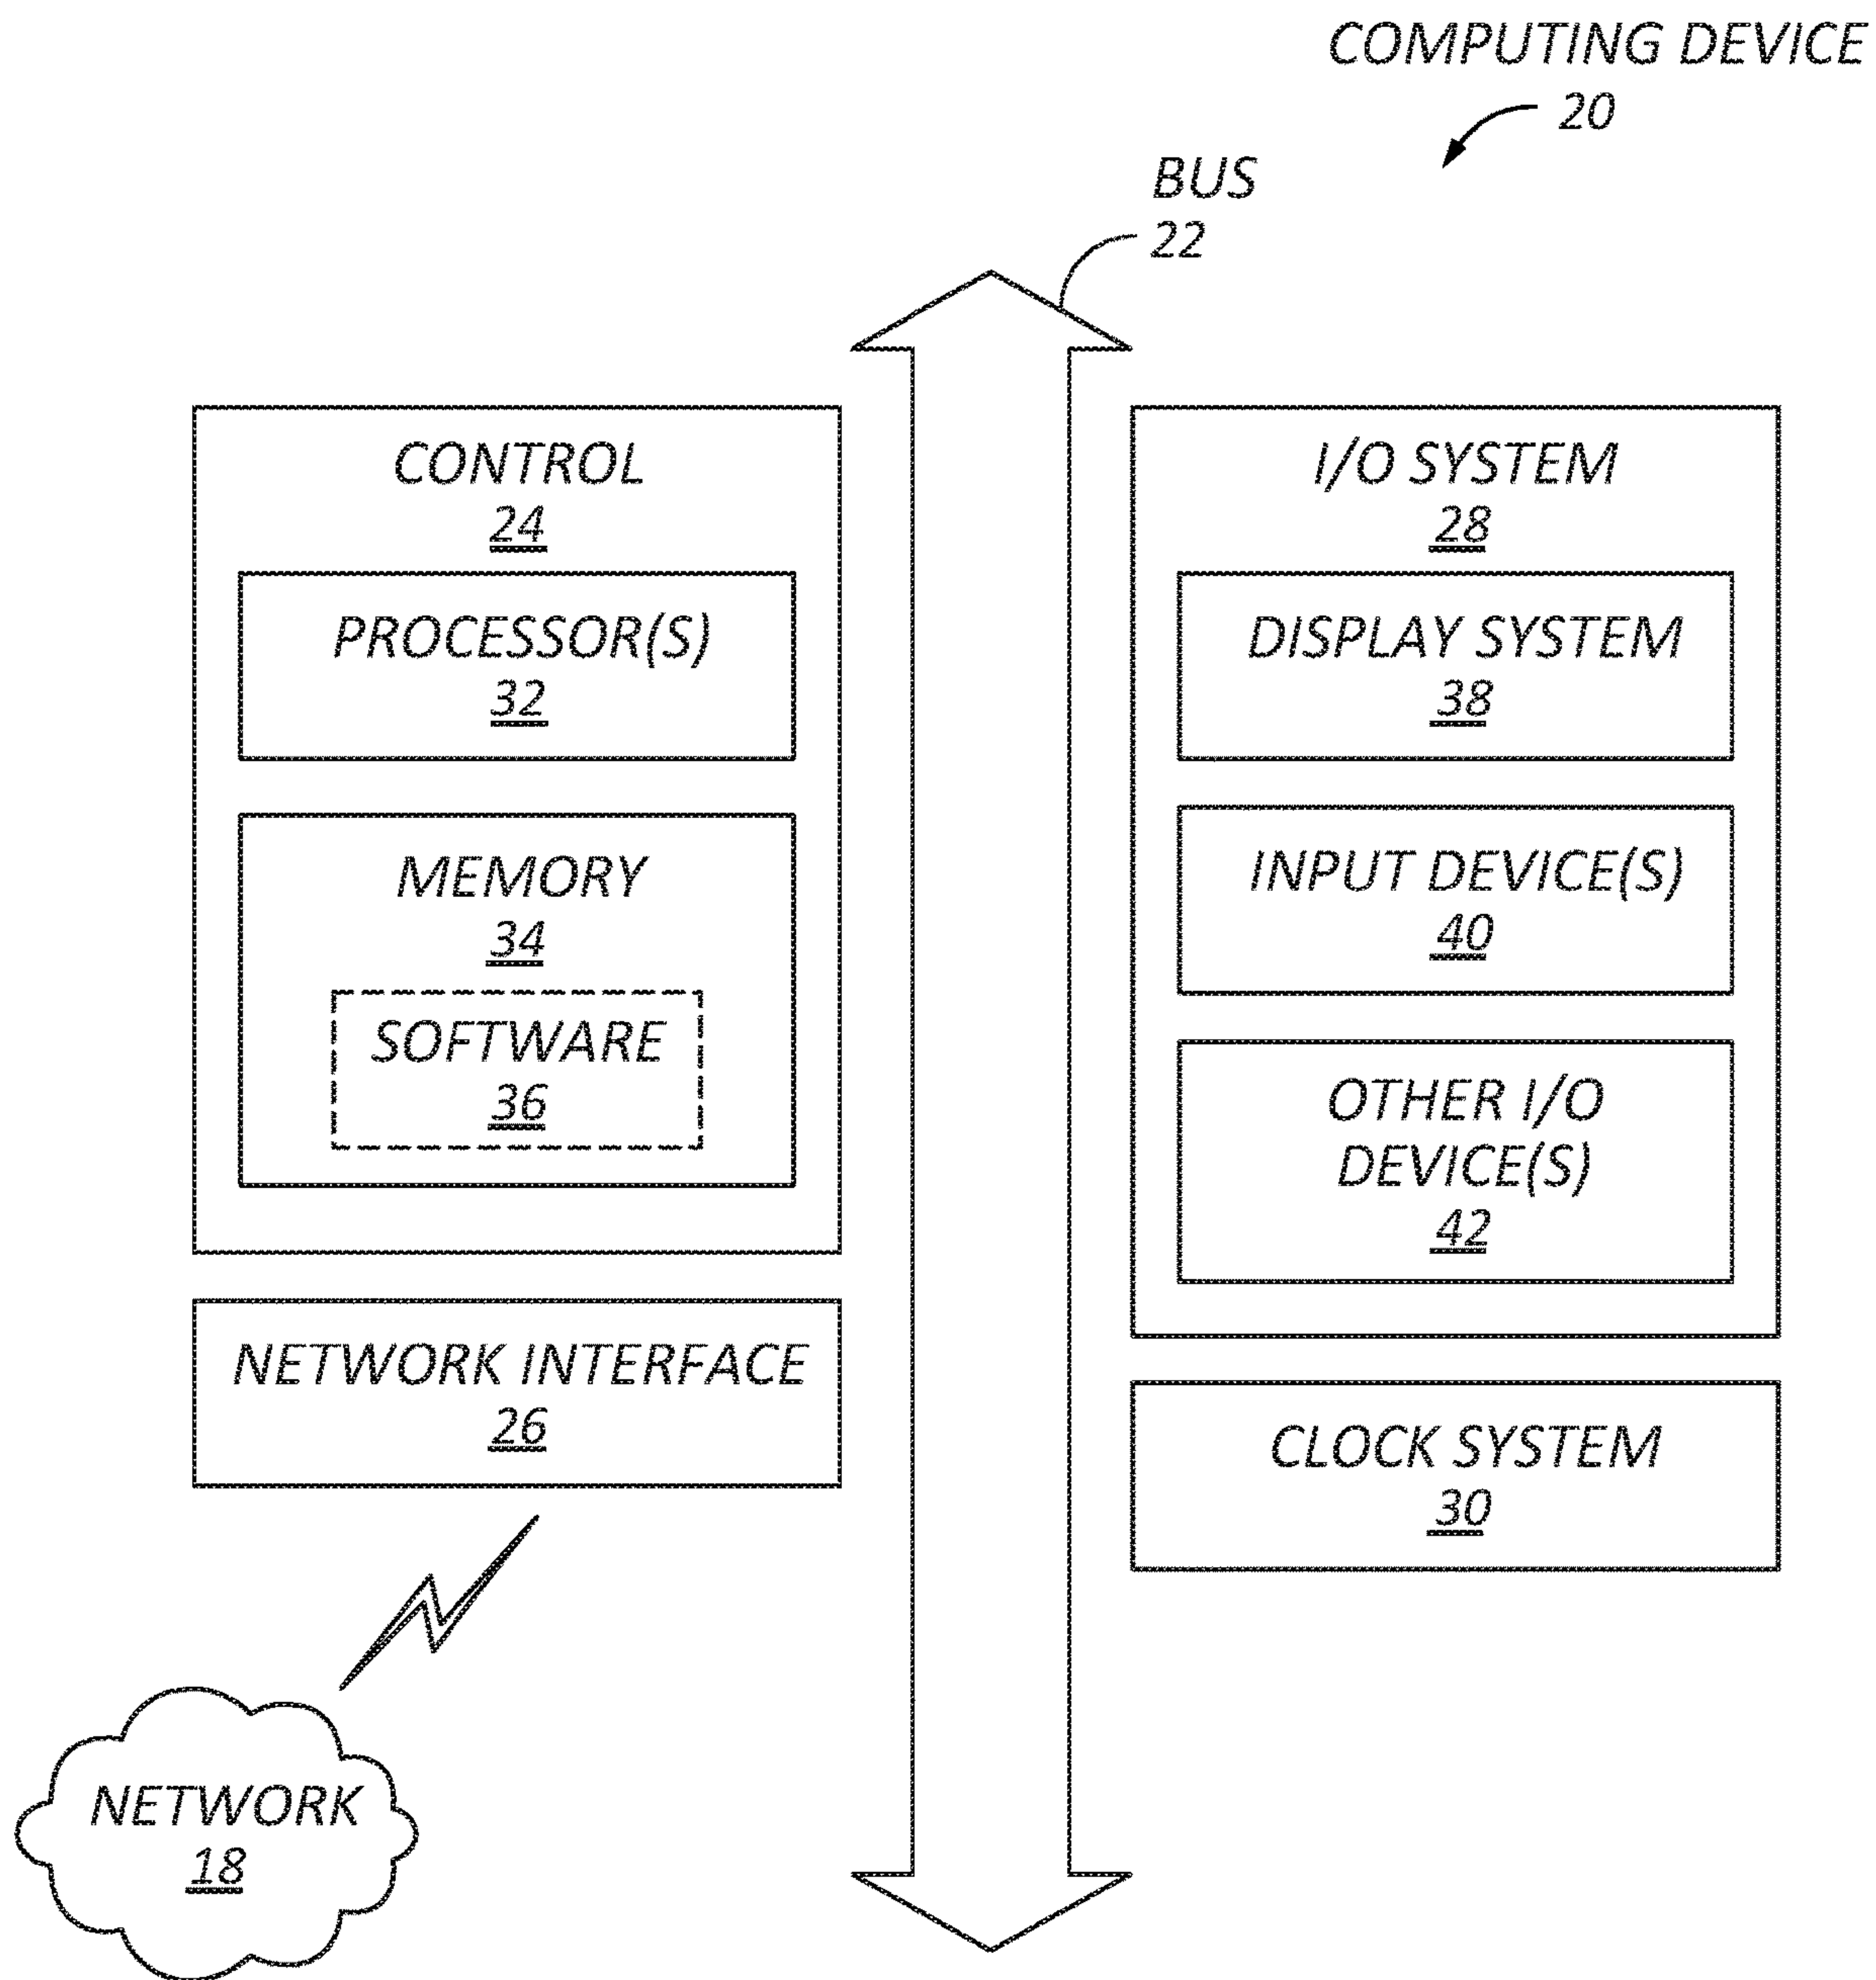 COMPUTING DEVICE
20
BUS
22
CONTROL
24
PROCESSOR(S)
32
MEMORY
34
SOFTWARE
36
NETWORK INTERFACE
26
NETWORK
18
I/O SYSTEM
28
DISPLAY SYSTEM
38
INPUT DEVICE(S)
40
OTHER I/O
DEVICE(S)
42
CLOCK SYSTEM
30